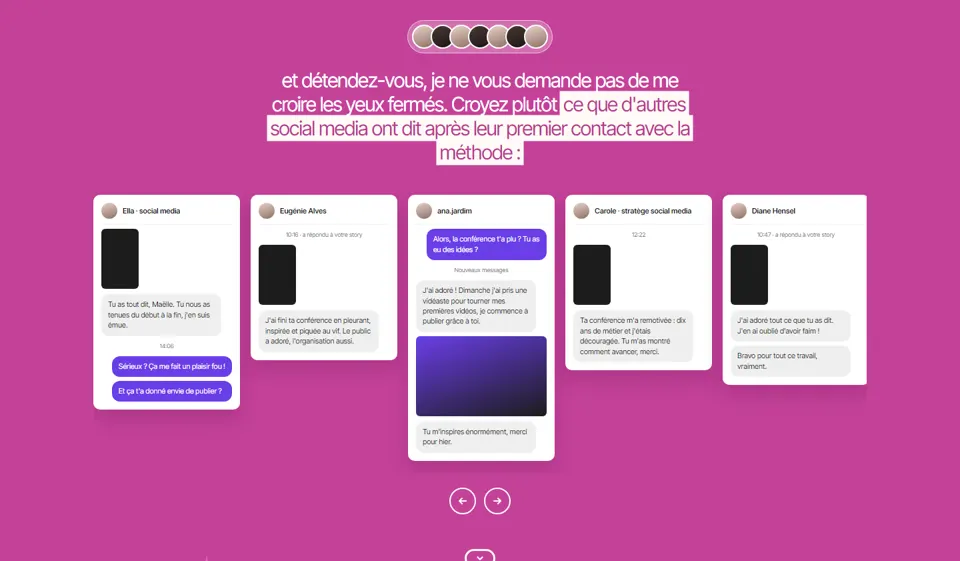 et détendez-vous, je ne vous demande pas de me
croire les yeux fermés. Croyez plutôt ce que d'autres
social media ont dit après leur premier contact avec la
méthode :
Ella · social media
Tu as tout dit, Maëlle. Tu nous as
tenues du début à la fin, j'en suis
émue.
14:06
Sérieux ? Ça me fait un plaisir fou !
Et ça t'a donné envie de publier ?
Eugénie Alves
10:16 · a répondu à votre story
J'ai fini ta conférence en pleurant,
inspirée et piquée au vif. Le public
a adoré, l'organisation aussi.
ana.jardim
Alors, la conférence t'a plu ? Tu as
eu des idées ?
Nouveaux messages
J'ai adoré ! Dimanche j'ai pris une
vidéaste pour tourner mes
premières vidéos, je commence à
publier grâce à toi.
Tu m'inspires énormément, merci
pour hier.
Carole · stratège social media
12:22
Ta conférence m'a remotivée : dix
ans de métier et j'étais
découragée. Tu m'as montré
comment avancer, merci.
Diane Hensel
10:47 · a répondu à votre story
J'ai adoré tout ce que tu as dit.
J'en ai oublié d'avoir faim !
Bravo pour tout ce travail,
vraiment.